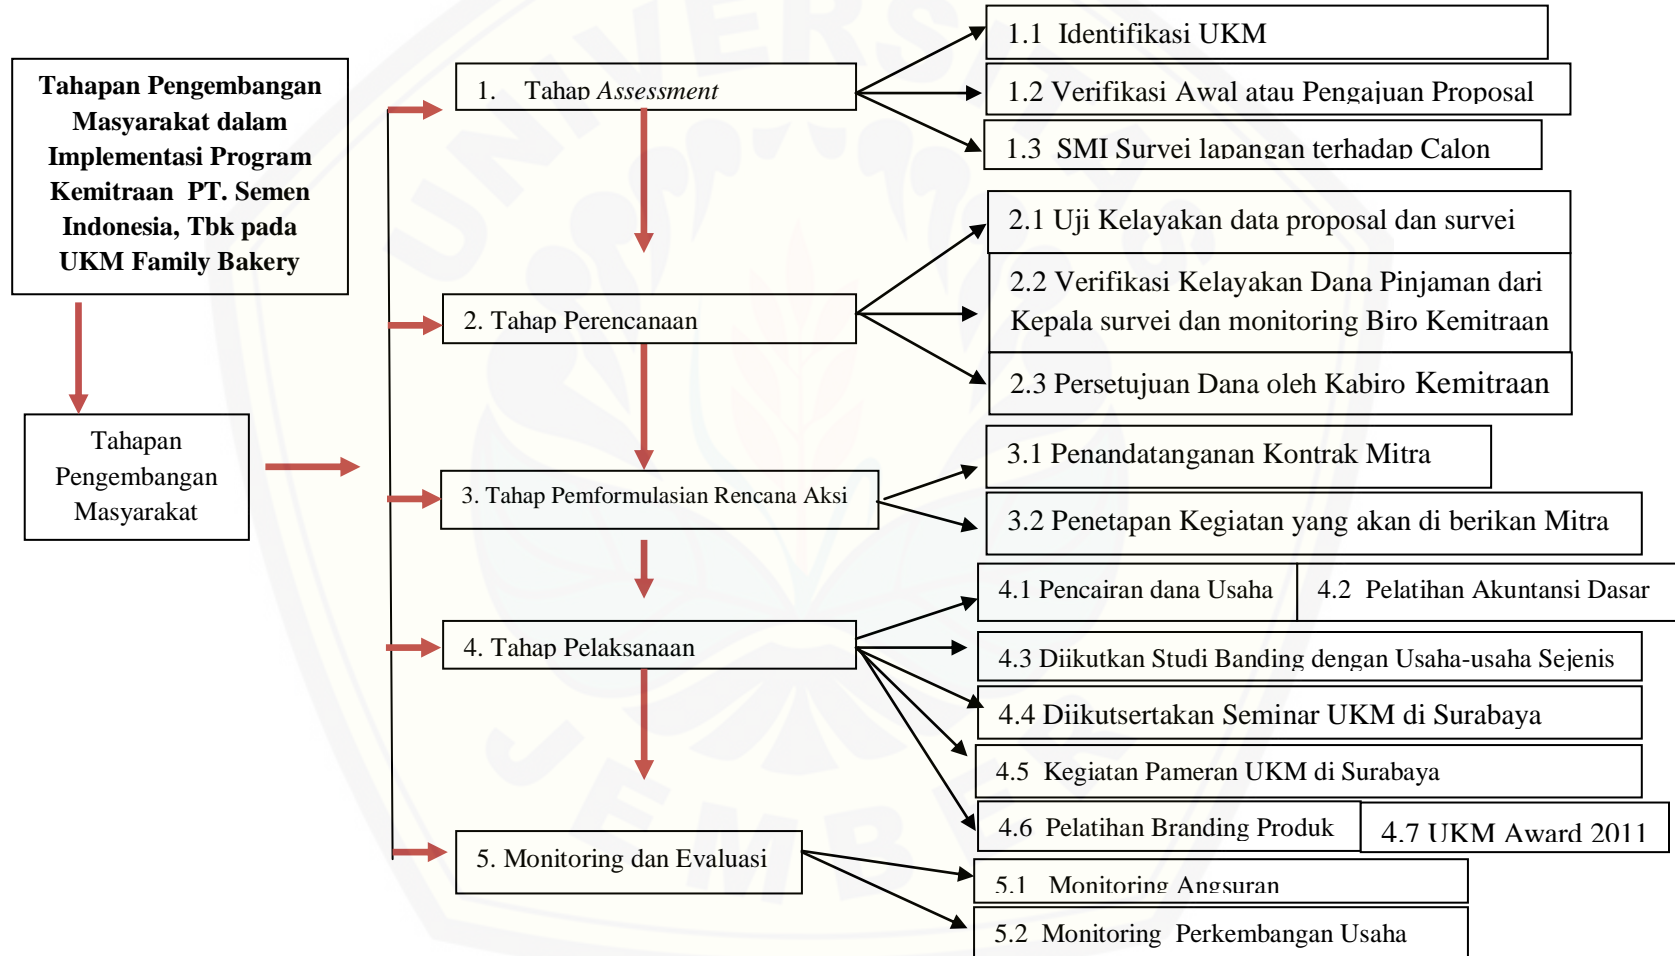 Tahapan Pengembangan
Masyarakat dalam
Implementasi Program
Kemitraan PT. Semen
Indonesia, Tbk pada
UKM Family Bakery
Tahapan
Pengembangan
Masyarakat
1. Tahap Assessment
1.1 Identifikasi UKM
1.2 Verifikasi Awal atau Pengajuan Proposal
1.3 SMI Survei lapangan terhadap Calon
2. Tahap Perencanaan
2.1 Uji Kelayakan data proposal dan survei
2.2 Verifikasi Kelayakan Dana Pinjaman dari
Kepala survei dan monitoring Biro Kemitraan
2.3 Persetujuan Dana oleh Kabiro Kemitraan
3. Tahap Pemformulasian Rencana Aksi
3.1 Penandatanganan Kontrak Mitra
3.2 Penetapan Kegiatan yang akan di berikan Mitra
4. Tahap Pelaksanaan
4.1 Pencairan dana Usaha
4.2 Pelatihan Akuntansi Dasar
4.3 Diikutkan Studi Banding dengan Usaha-usaha Sejenis
4.4 Diikutsertakan Seminar UKM di Surabaya
4.5 Kegiatan Pameran UKM di Surabaya
4.6 Pelatihan Branding Produk
4.7 UKM Award 2011
5. Monitoring dan Evaluasi
5.1 Monitoring Angsuran
5.2 Monitoring Perkembangan Usaha
UNIVERSITAS
JEMBER